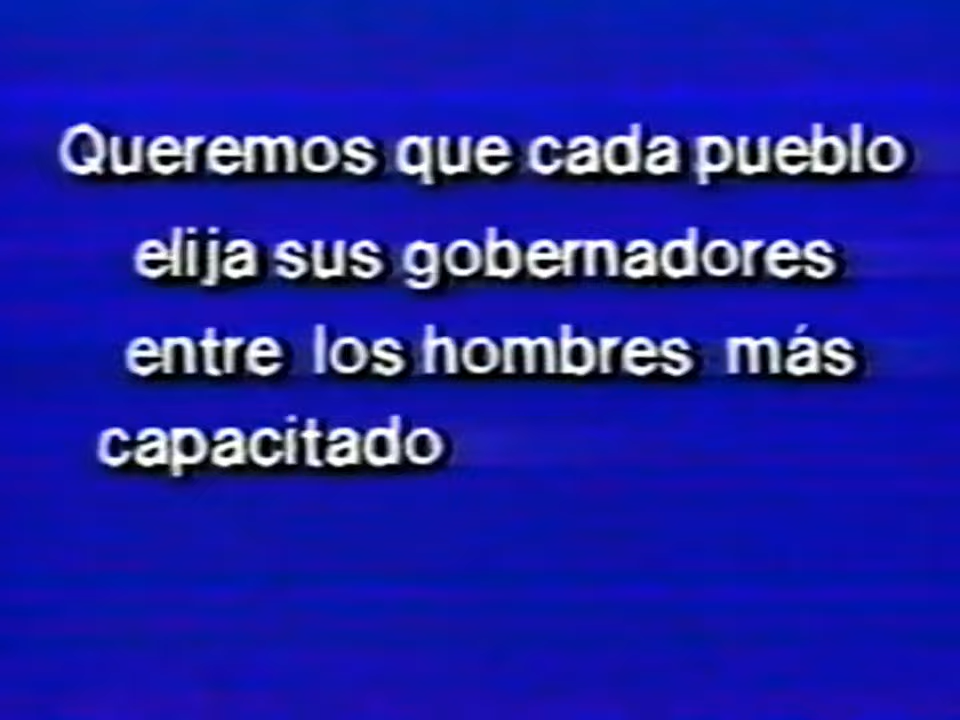 Queremos que cada pueblo
elija sus gobernadores
entre los hombres más
capacitado